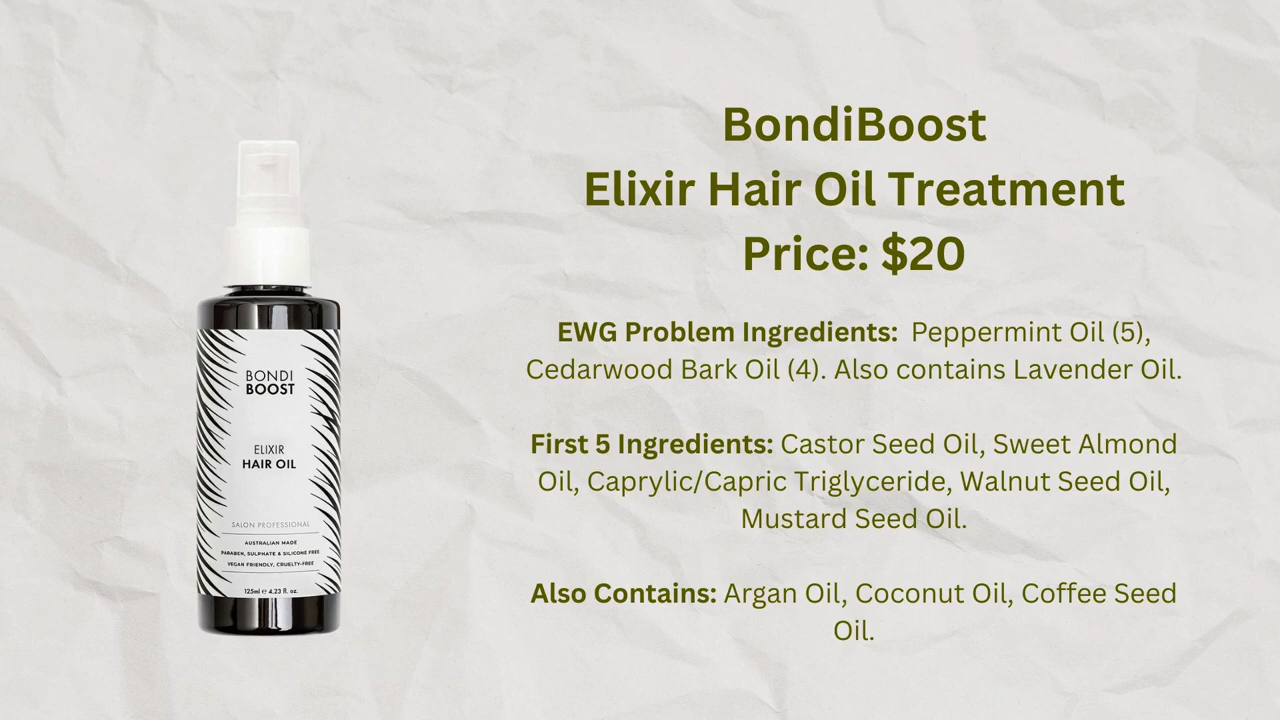 BondiBoost
Elixir Hair Oil Treatment
Price: $20
EWG Problem Ingredients: Peppermint Oil (5),
Cedarwood Bark Oil (4). Also contains Lavender Oil.
First 5 Ingredients: Castor Seed Oil, Sweet Almond
Oil, Caprylic/Capric Triglyceride, Walnut Seed Oil,
Mustard Seed Oil.
Also Contains: Argan Oil, Coconut Oil, Coffee Seed
Oil.
BONDI
BOOST
ELIXIR
HAIR OIL
SALON PROFESSIONAL
AUSTRALIAN MADE
PARABEN, SULPHATE & SILICONE FREE
VEGAN FRIENDLY, CRUELTY-FREE
125ml ℮ 4.23 fl. oz.